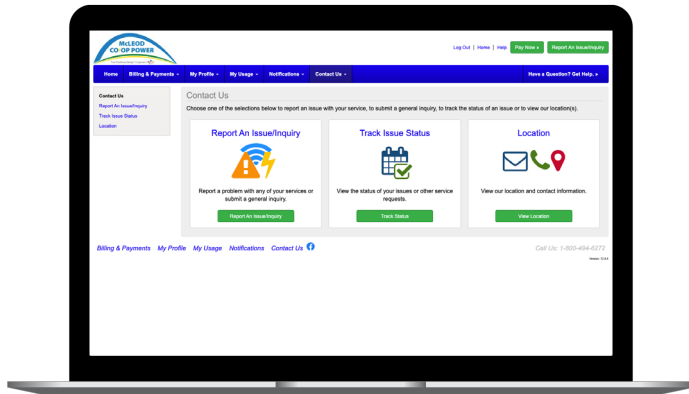 McLEOD
CO-OP POWER
Log Out | Home | Help Pay Now » Report An Issue/Inquiry
Home Billing & Payments My Profile My Usage Notifications Contact Us Have a Question? Get Help. »
Contact Us
Report An Issue/Inquiry
Track Issue Status
Location
Contact Us
Choose one of the selections below to report an issue with your service, to submit a general inquiry, to track the status of an issue or to view our location(s).
Report An Issue/Inquiry
Report a problem with any of your services or
submit a general inquiry.
Report An Issue/Inquiry
Track Issue Status
View the status of your issues or other service
requests.
Track Status
Location
View our location and contact information.
View Location
Billing & Payments My Profile My Usage Notifications Contact Us
Call Us: 1-800-494-6272